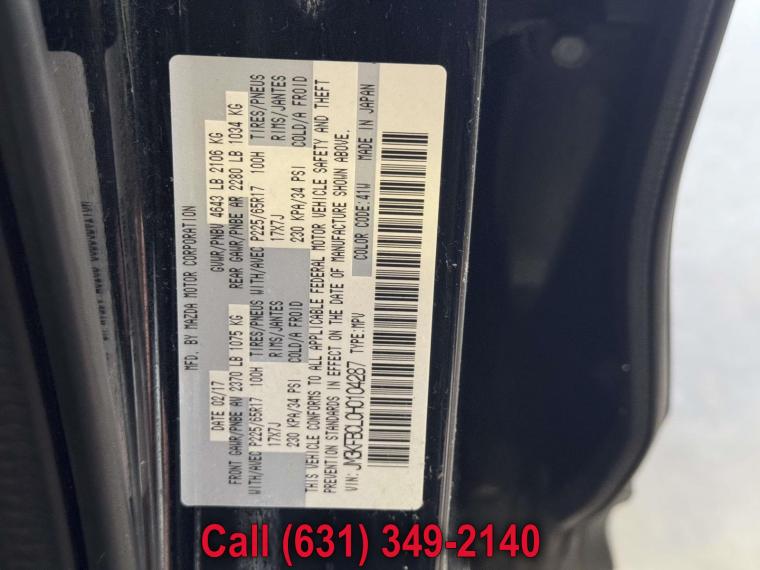 MFD. BY MAZDA MOTOR CORPORATION
DATE 02/17 GVWR/PNBV 4643 LB 2106 KG
FRONT GAWR/PNBE AV 2370 LB 1075 KG REAR GAWR/PNBE AR 2280 LB 1034 KG
WITH/AVEC P225/65R17 100H TIRES/PNEUS WITH/AVEC P225/65R17 100H TIRES/PNEUS
17X7J RIMS/JANTES 17X7J RIMS/JANTES
230 KPA/34 PSI COLD/A FROID 230 KPA/34 PSI COLD/A FROID
THIS VEHICLE CONFORMS TO ALL APPLICABLE FEDERAL MOTOR VEHICLE SAFETY AND THEFT
PREVENTION STANDARDS IN EFFECT ON THE DATE OF MANUFACTURE SHOWN ABOVE.
VIN: JM3KFBCL0H0104287 TYPE:MPV COLOR CODE:41W MADE IN JAPAN
Call (631) 349-2140